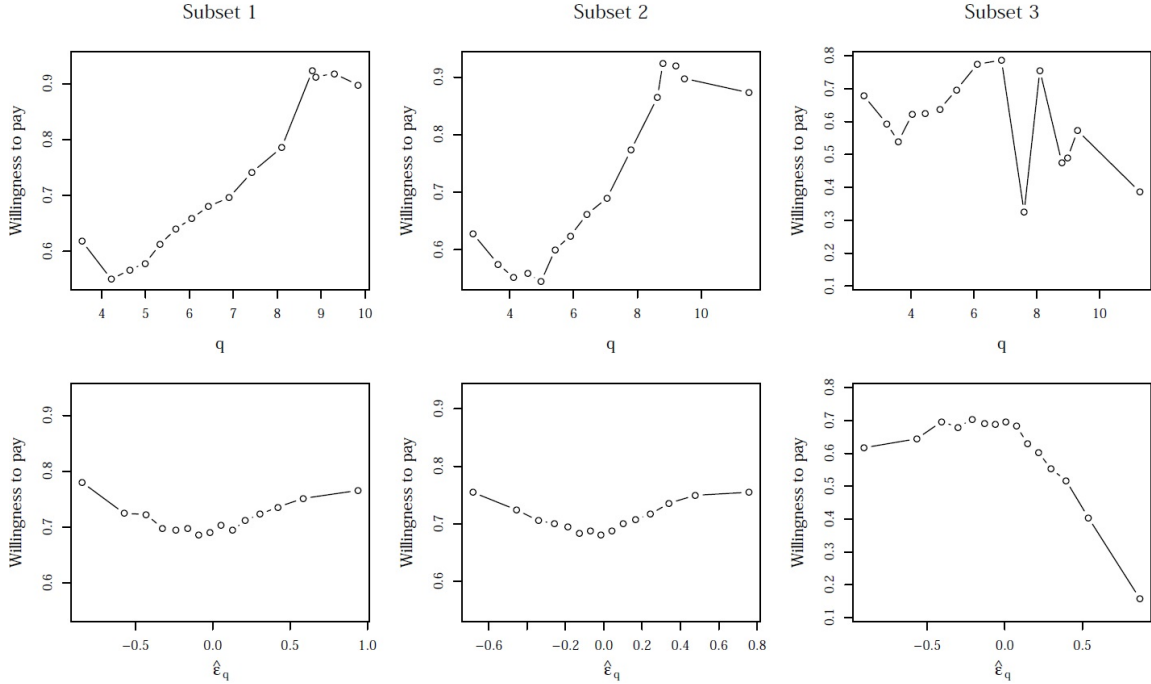 Subset 1
Subset 2
Subset 3
Willingness to pay
0.6 0.7 0.8 0.9
4 5 6 7 8 9 10
q
Willingness to pay
0.6 0.7 0.8 0.9
4 6 8 10
q
Willingness to pay
0.1 0.2 0.3 0.4 0.5 0.6 0.7 0.8
4 6 8 10
q
Willingness to pay
0.6 0.7 0.8 0.9
−0.5 0.0 0.5 1.0
ε̂q
Willingness to pay
0.6 0.7 0.8 0.9
−0.6 −0.2 0.0 0.2 0.4 0.6 0.8
ε̂q
Willingness to pay
0.1 0.2 0.3 0.4 0.5 0.6 0.7 0.8
−0.5 0.0 0.5
ε̂q